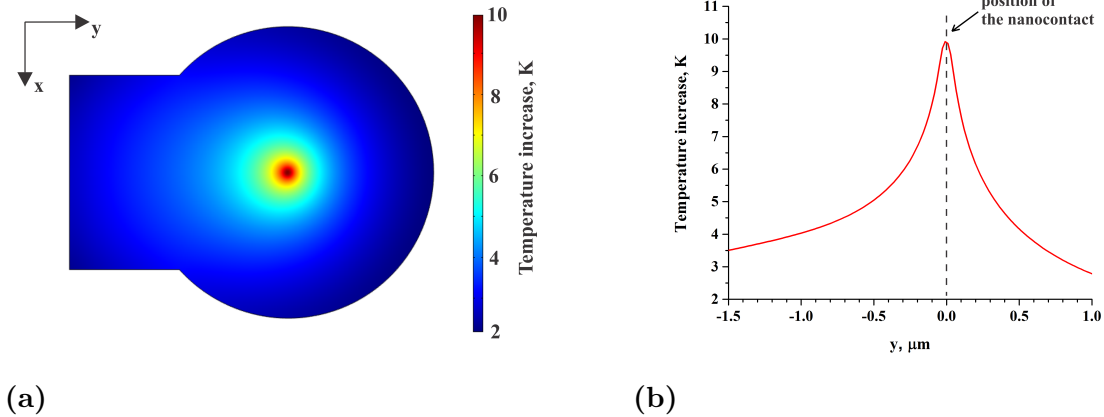 y
x
10
8
6
4
2
Temperature increase, K
(a)
position of
the nanocontact
11
10
9
8
7
6
5
4
3
2
Temperature increase, K
-1.5
-1.0
-0.5
0.0
0.5
1.0
y, μm
(b)